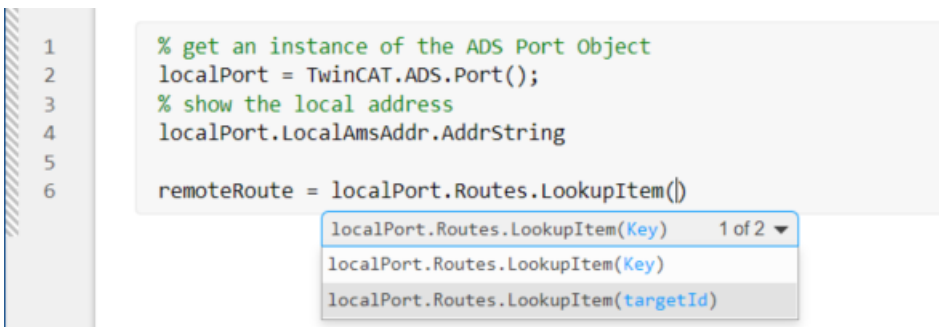 1 % get an instance of the ADS Port Object
2 localPort = TwinCAT.ADS.Port();
3 % show the local address
4 localPort.LocalAmsAddr.AddrString
5
6 remoteRoute = localPort.Routes.LookupItem()
localPort.Routes.LookupItem(Key) 1 of 2
localPort.Routes.LookupItem(Key)
localPort.Routes.LookupItem(targetId)